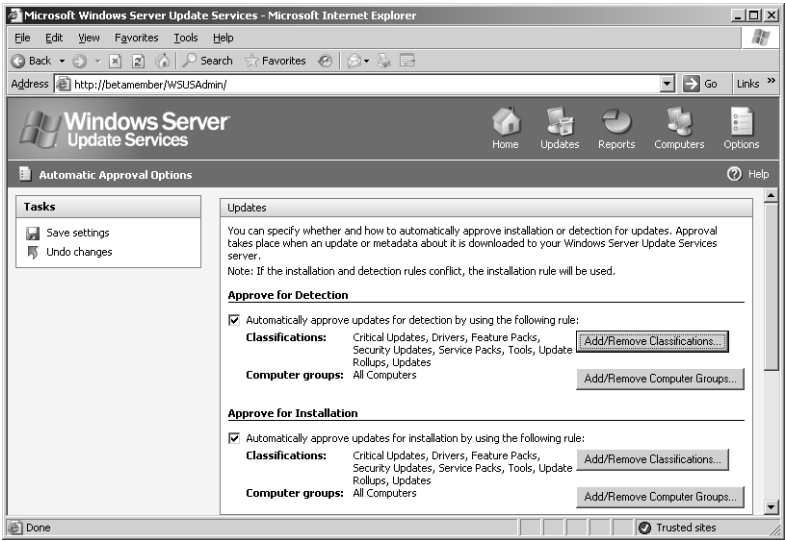 Microsoft Windows Server Update Services - Microsoft Internet Explorer
File Edit View Favorites Tools Help
Back Search Favorites
Address http://betamember/WSUSAdmin/ Go Links »
Windows Server
Update Services
Home Updates Reports Computers Options
Automatic Approval Options Help
Tasks
Save settings
Undo changes
Updates
You can specify whether and how to automatically approve installation or detection for updates. Approval
takes place when an update or metadata about it is downloaded to your Windows Server Update Services
server.
Note: If the installation and detection rules conflict, the installation rule will be used.
Approve for Detection
Automatically approve updates for detection by using the following rule:
Classifications: Critical Updates, Drivers, Feature Packs, Add/Remove Classifications...
Security Updates, Service Packs, Tools, Update
Rollups, Updates
Computer groups: All Computers Add/Remove Computer Groups...
Approve for Installation
Automatically approve updates for installation by using the following rule:
Classifications: Critical Updates, Drivers, Feature Packs, Add/Remove Classifications...
Security Updates, Service Packs, Tools, Update
Rollups, Updates
Computer groups: All Computers Add/Remove Computer Groups...
Done Trusted sites